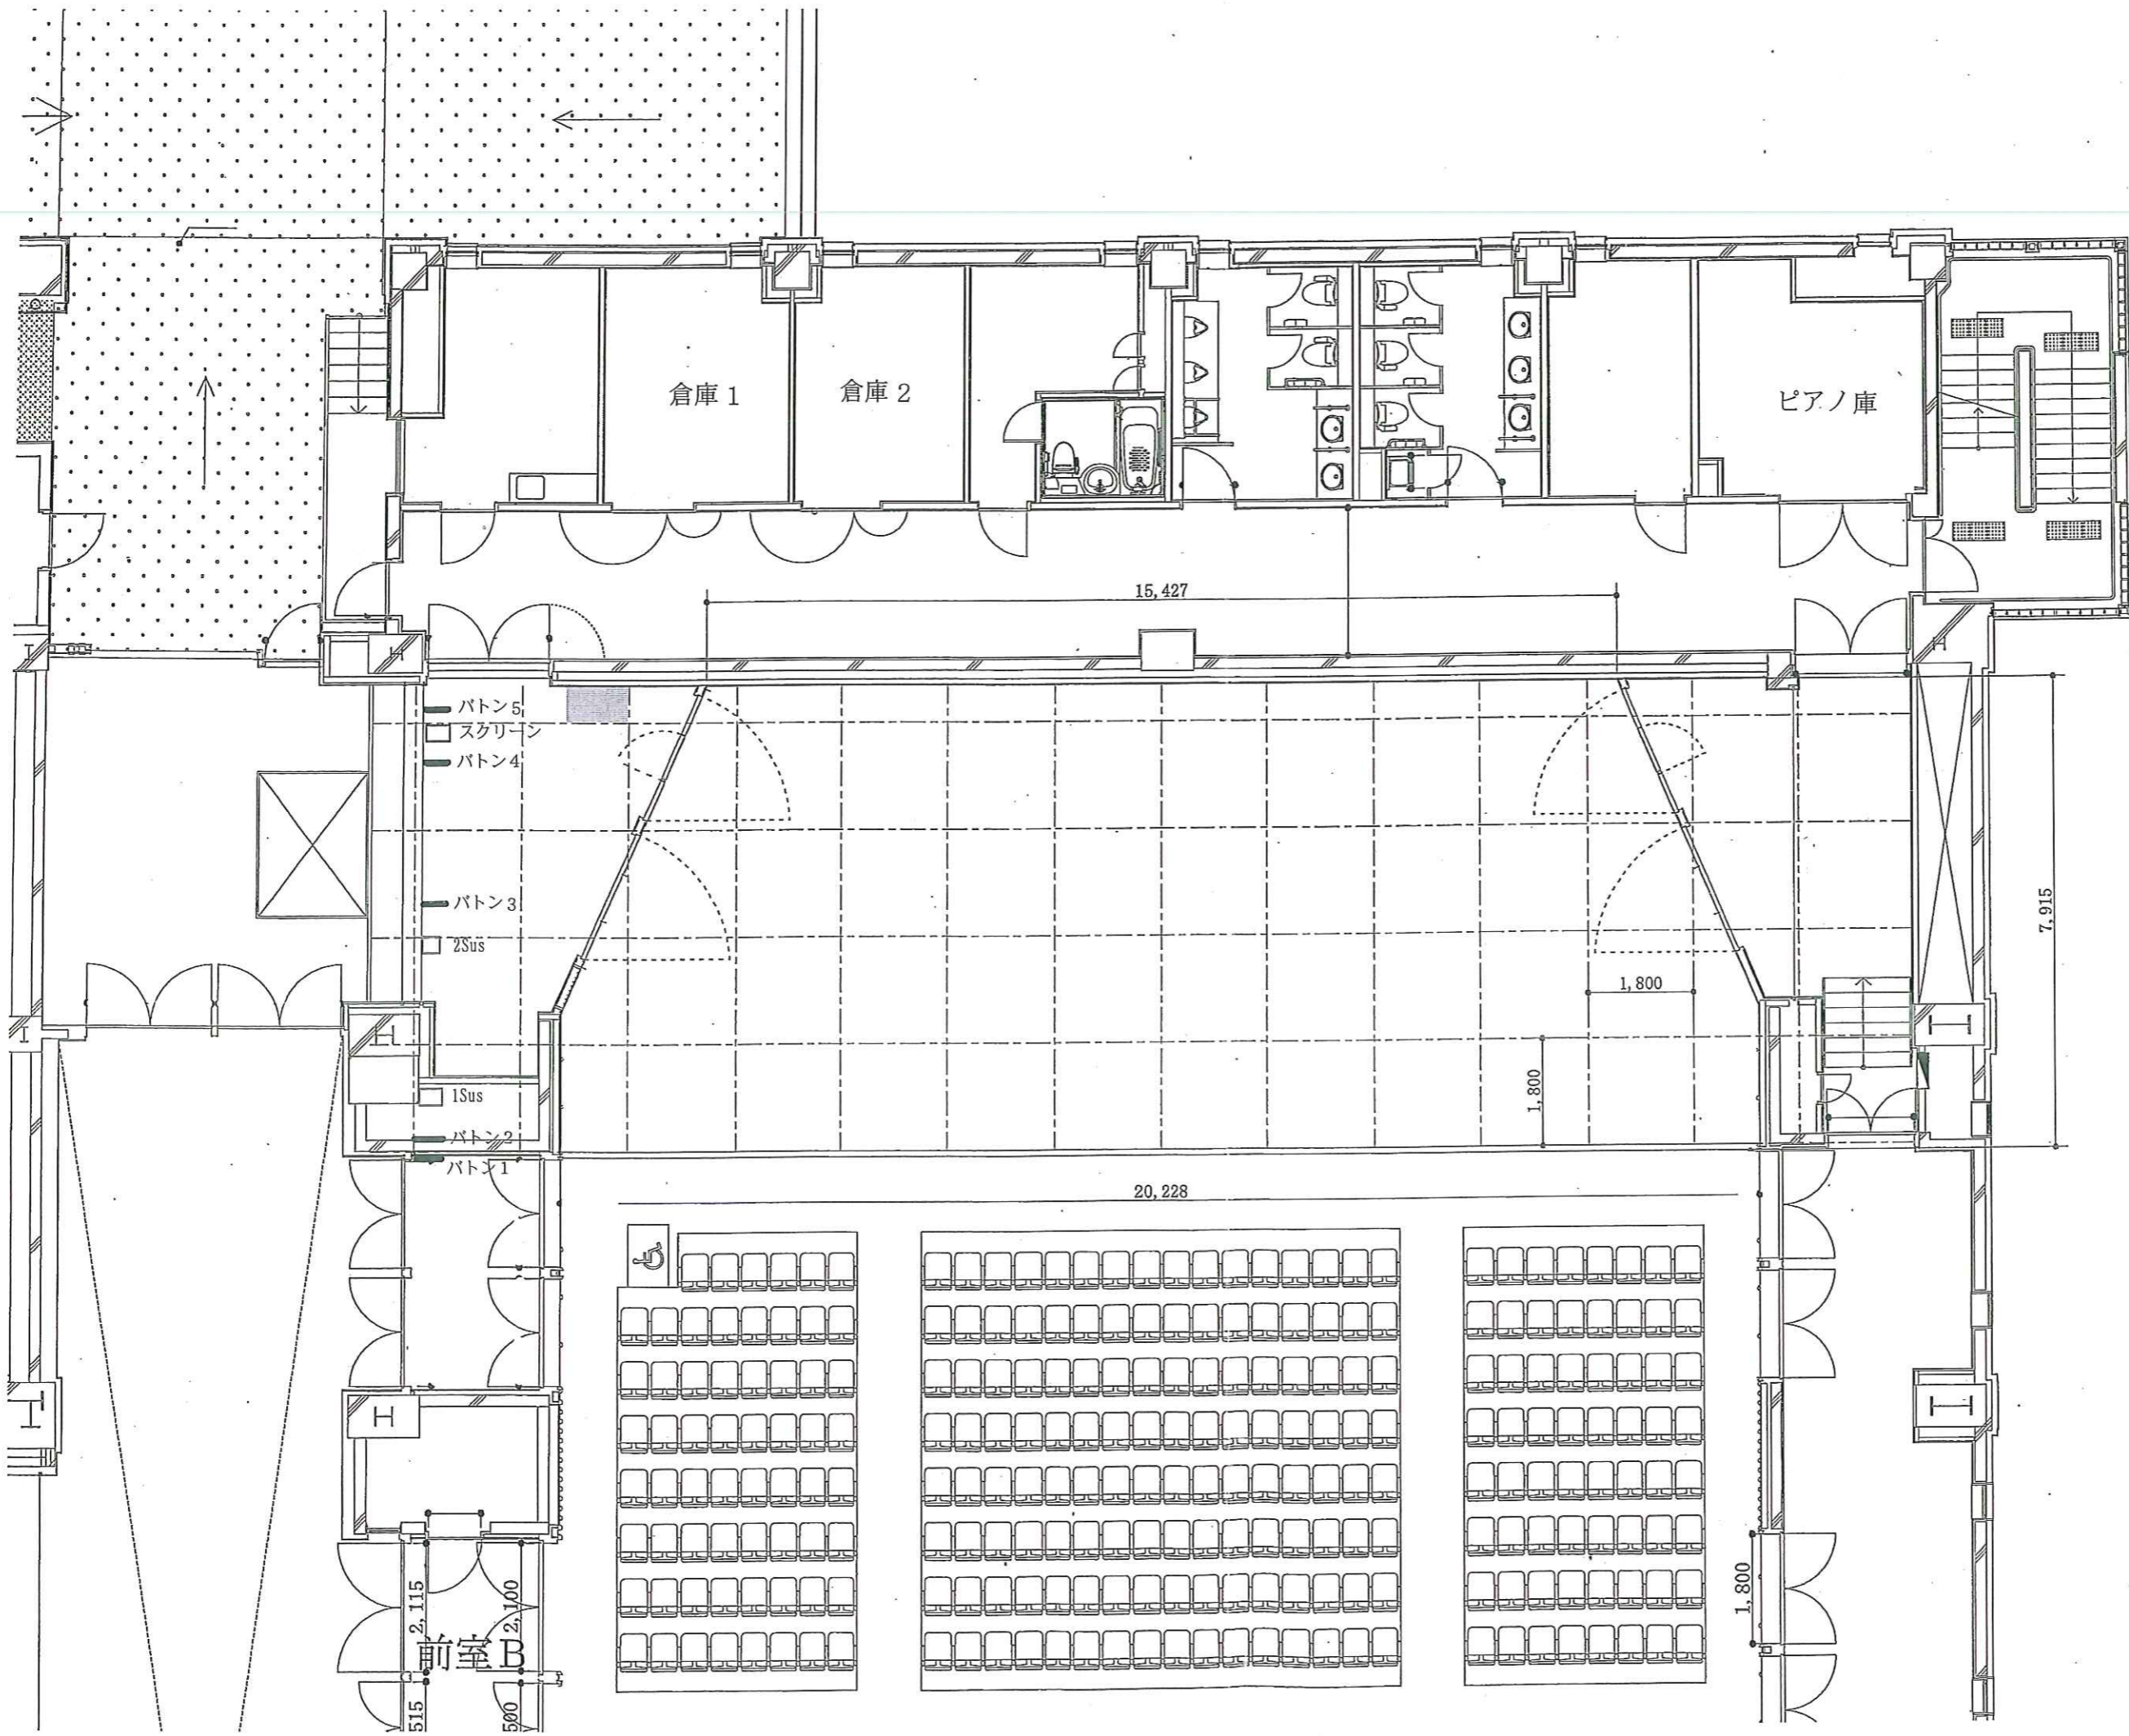 倉庫 1
倉庫 2
ピアノ庫
15,427
バトン5
スクリーン
バトン4
バトン3
2Sus
1,800
7,915
1,800
1Sus
バトン2
バトン1
20,228
H
2,115
2,100
1,800
前室B
515
500